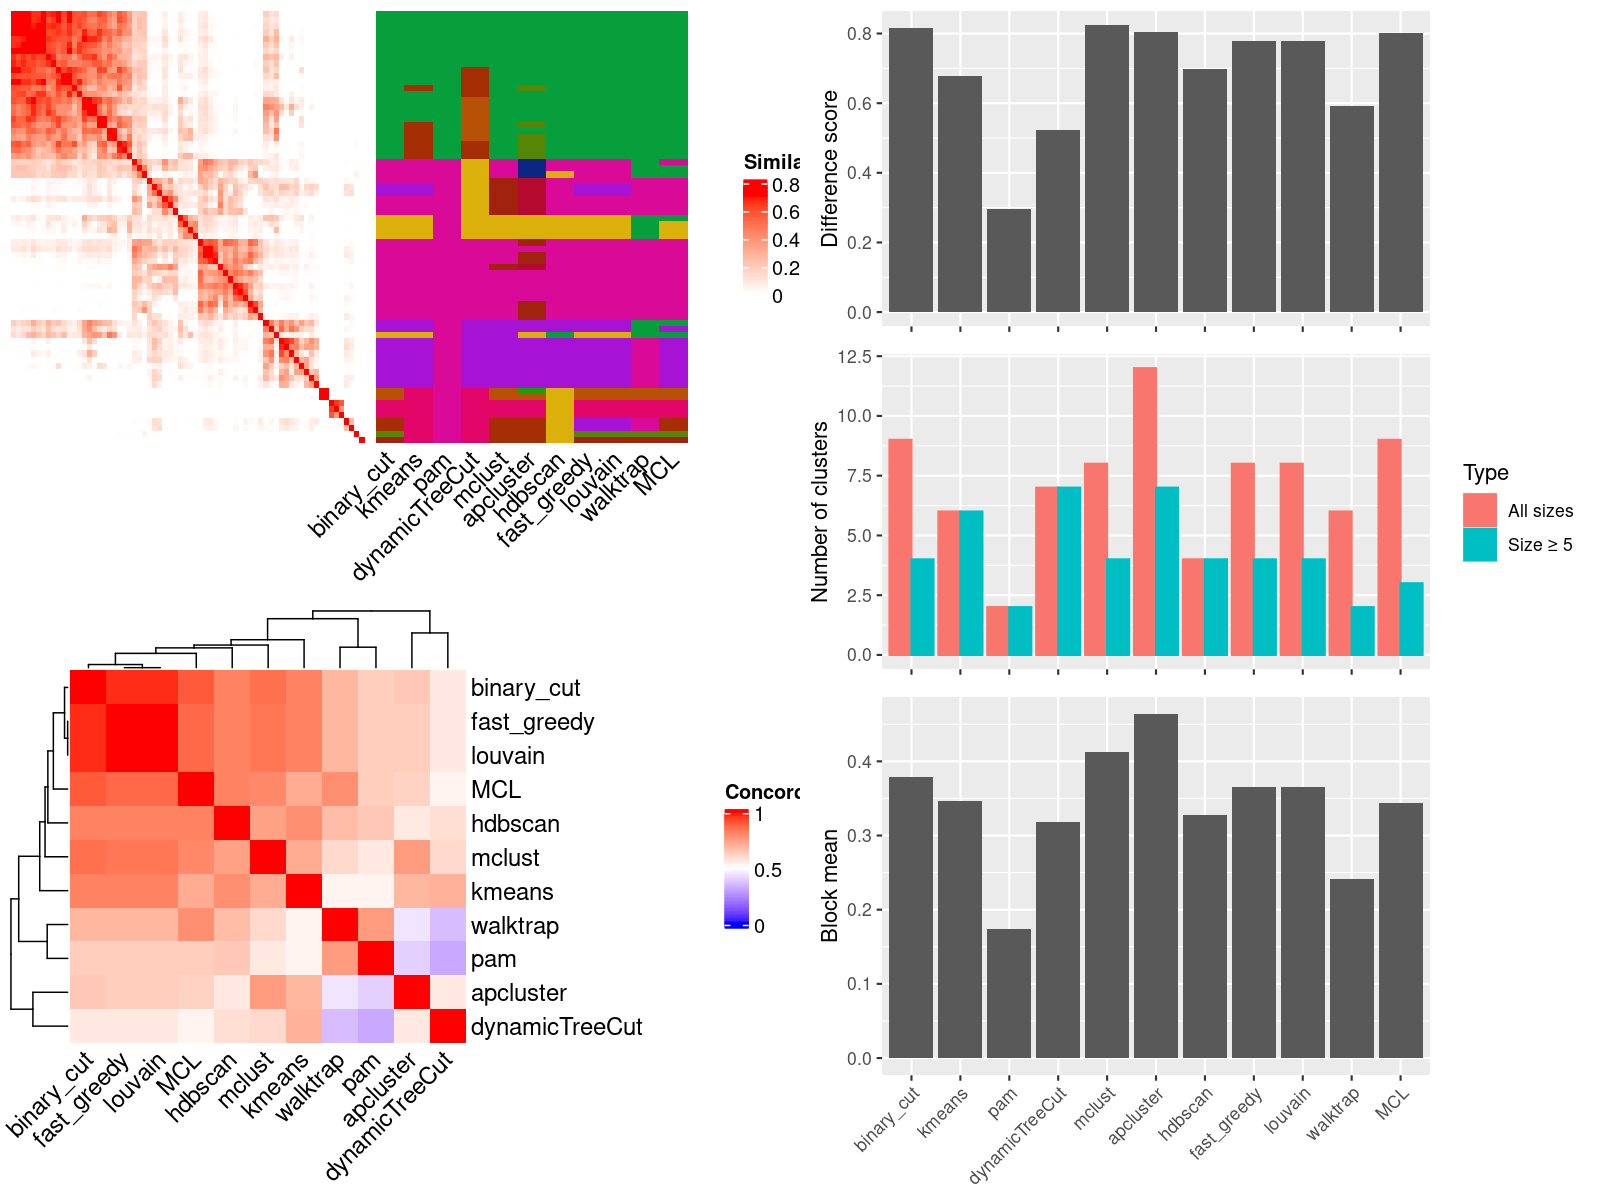 Simila
0.8
0.6
0.4
0.2
0
binary_cut
kmeans
pam
dynamicTreeCut
mclust
apcluster
hdbscan
fast_greedy
louvain
walktrap
MCL
binary_cut
fast_greedy
louvain
MCL
hdbscan
mclust
kmeans
walktrap
pam
apcluster
dynamicTreeCut
binary_cut
fast_greedy
louvain
MCL
hdbscan
mclust
kmeans
walktrap
pam
apcluster
dynamicTreeCut
Concord
1
0.5
0
Difference score
0.8
0.6
0.4
0.2
0.0
Number of clusters
12.5
10.0
7.5
5.0
2.5
0.0
Type
All sizes
Size ≥ 5
Block mean
0.4
0.3
0.2
0.1
0.0
binary_cut
kmeans
pam
dynamicTreeCut
mclust
apcluster
hdbscan
fast_greedy
louvain
walktrap
MCL